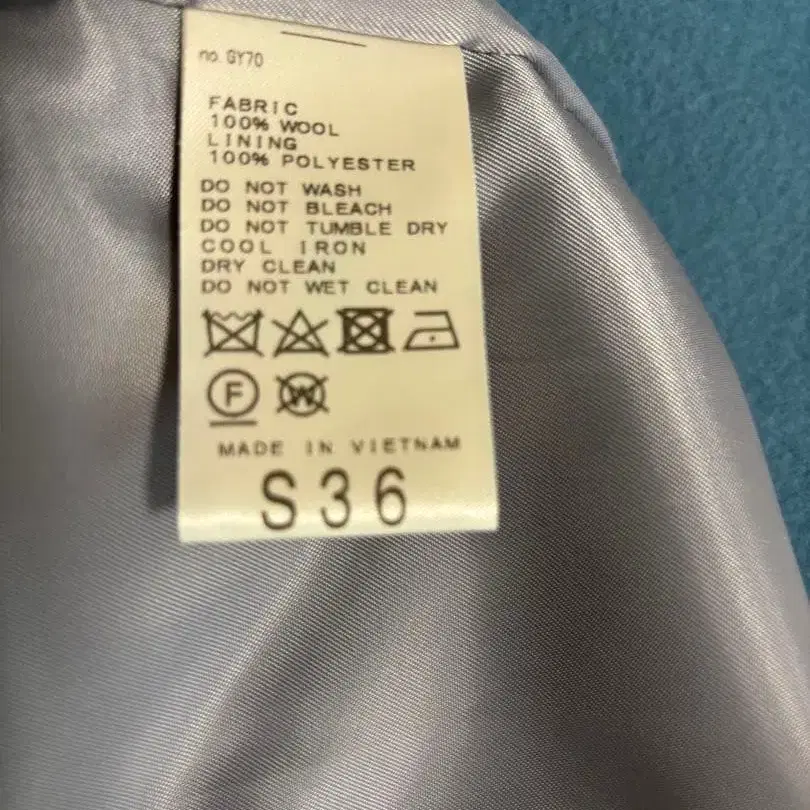 no. GY70
FABRIC
100% WOOL
LINING
100% POLYESTER
DO NOT WASH
DO NOT BLEACH
DO NOT TUMBLE DRY
COOL IRON
DRY CLEAN
DO NOT WET CLEAN
F W
MADE IN VIETNAM
S36